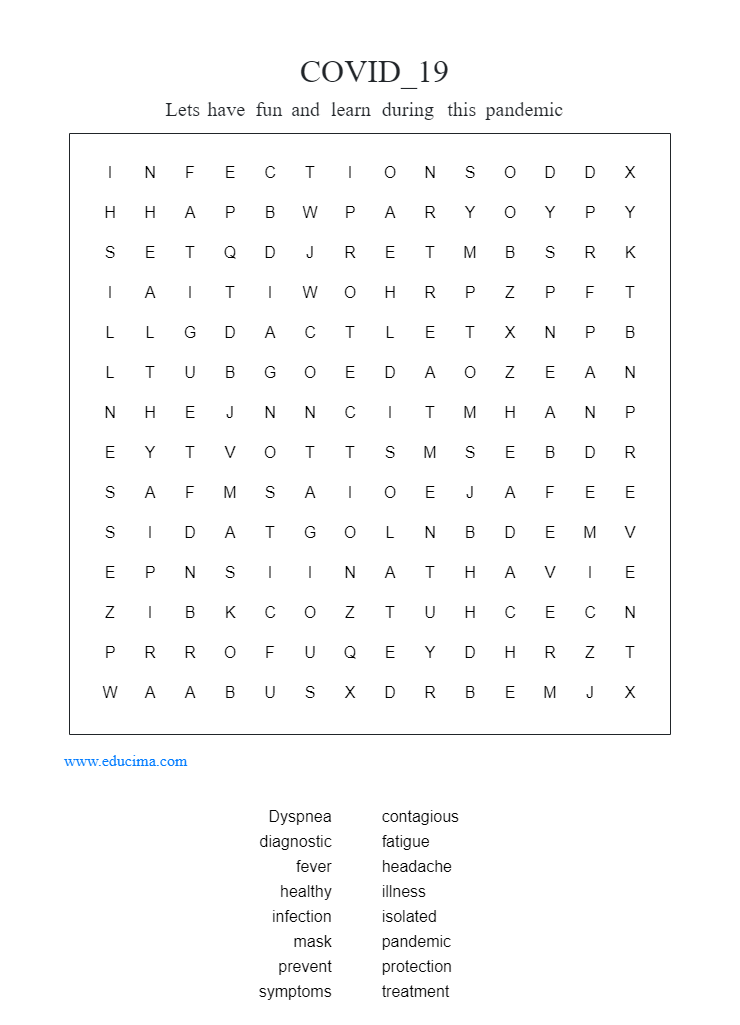 COVID_19
Lets have fun and learn during this pandemic
I N F E C T I O N S O D D X
H H A P B W P A R Y O Y P Y
S E T Q D J R E T M B S R K
I A I T I W O H R P Z P F T
L L G D A C T L E T X N P B
L T U B G O E D A O Z E A N
N H E J N N C I T M H A N P
E Y T V O T T S M S E B D R
S A F M S A I O E J A F E E
S I D A T G O L N B D E M V
E P N S I I N A T H A V I E
Z I B K C O Z T U H C E C N
P R R O F U Q E Y D H R Z T
W A A B U S X D R B E M J X
www.educima.com
Dyspnea contagious
diagnostic fatigue
fever headache
healthy illness
infection isolated
mask pandemic
prevent protection
symptoms treatment